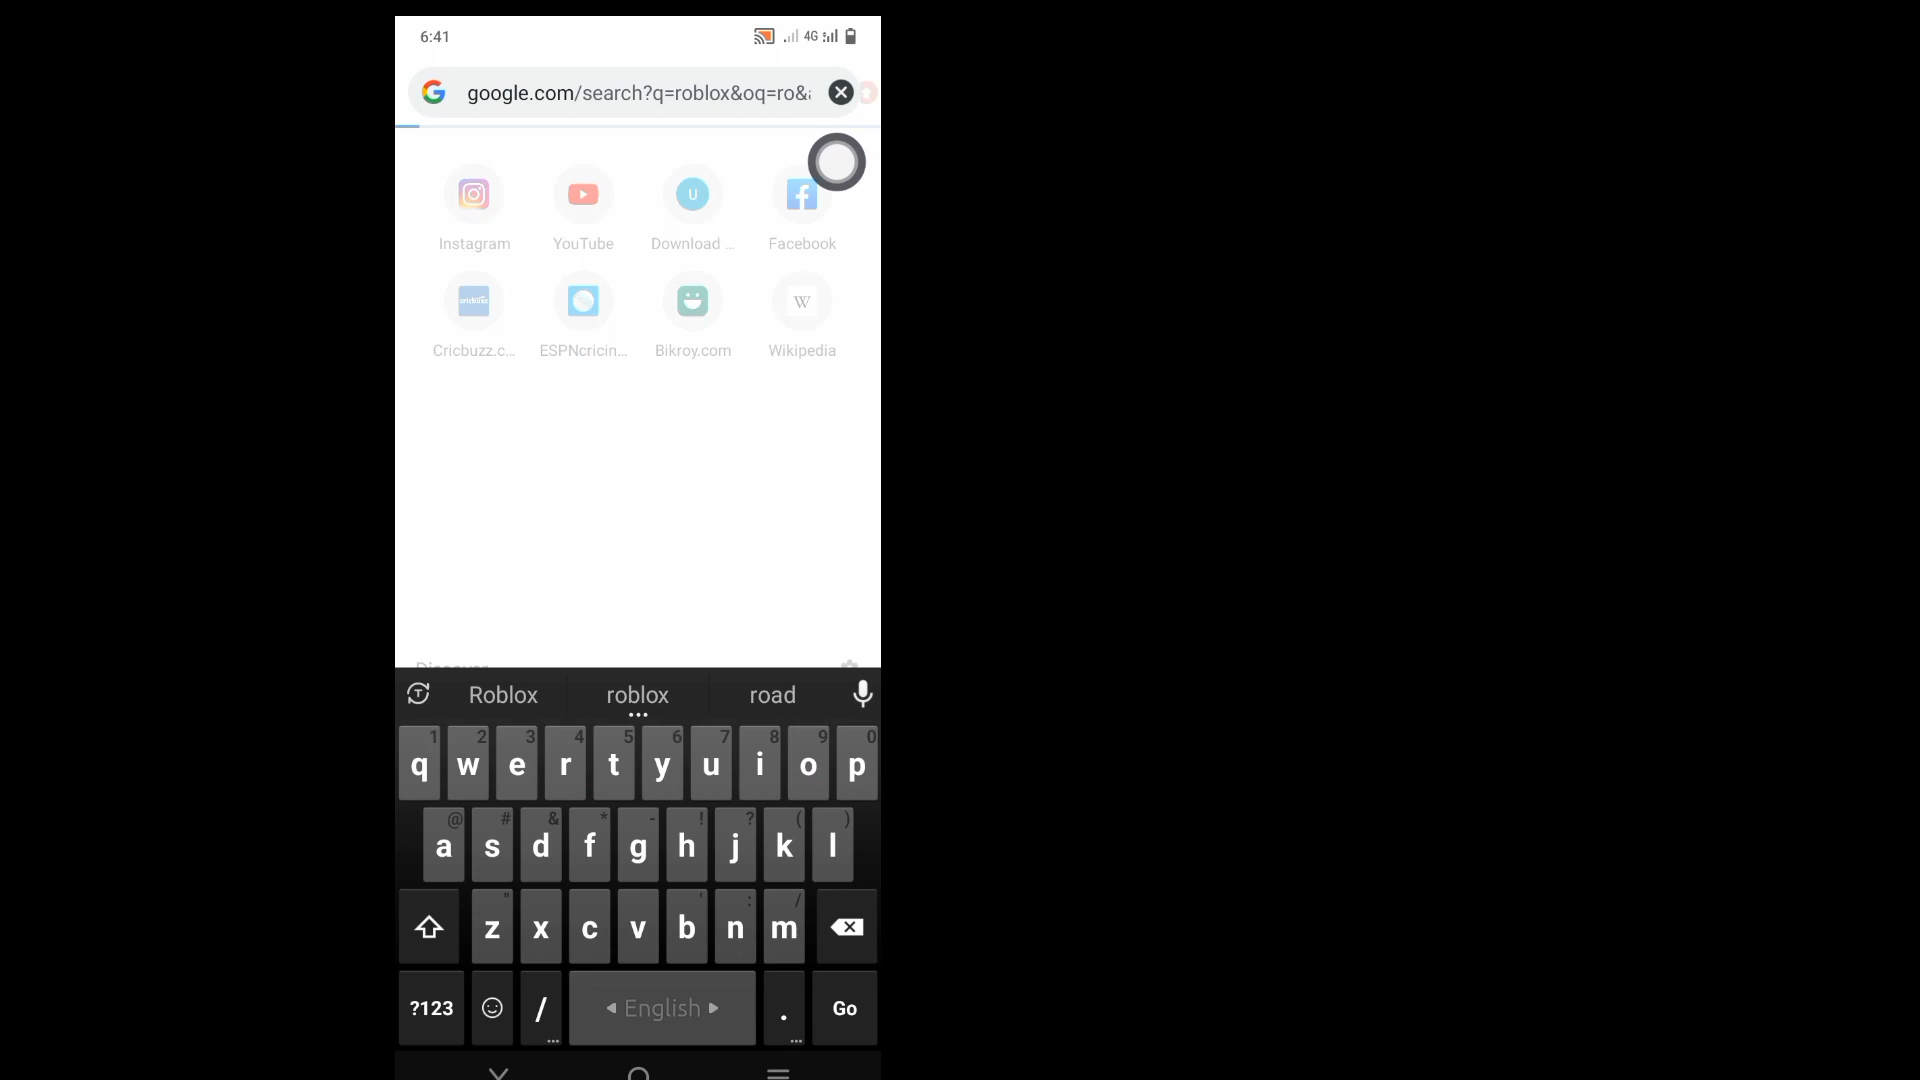 6:41 4G
google.com/search?q=roblox&oq=ro&
U
Instagram YouTube Download ... Facebook
cricbuzz W
Cricbuzz.c... ESPNcricin... Bikroy.com Wikipedia
Discover
T Roblox roblox road
1 2 3 4 5 6 7 8 9 0
q w e r t y u i o p
@ # & * - ! ? ( )
a s d f g h j k l
" ' : /
z x c v b n m
?123 / English . Go